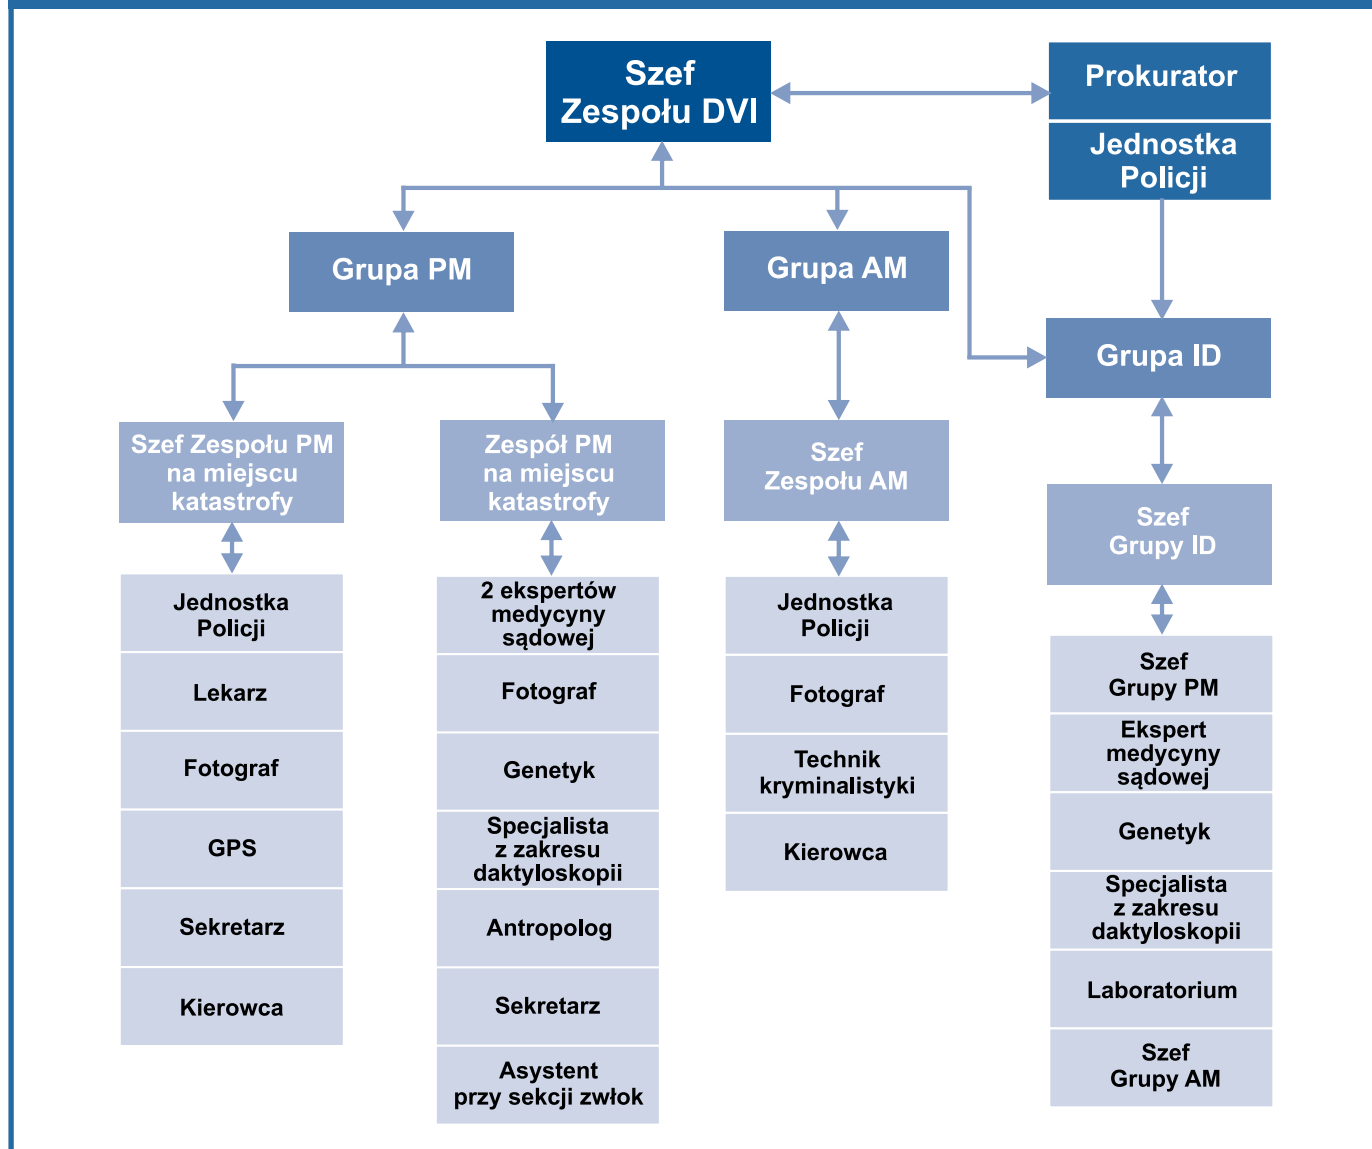 Szef
Zespołu DVI
Prokurator
Jednostka
Policji
Grupa PM
Grupa AM
Grupa ID
Szef Zespołu PM
na miejscu
katastrofy
Zespół PM
na miejscu
katastrofy
Szef
Zespołu AM
Szef
Grupy ID
Jednostka
Policji
Lekarz
Fotograf
GPS
Sekretarz
Kierowca
2 ekspertów
medycyny
sądowej
Fotograf
Genetyk
Specjalista
z zakresu
daktyloskopii
Antropolog
Sekretarz
Asystent
przy sekcji zwłok
Jednostka
Policji
Fotograf
Technik
kryminalistyki
Kierowca
Szef
Grupy PM
Ekspert
medycyny
sądowej
Genetyk
Specjalista
z zakresu
daktyloskopii
Laboratorium
Szef
Grupy AM